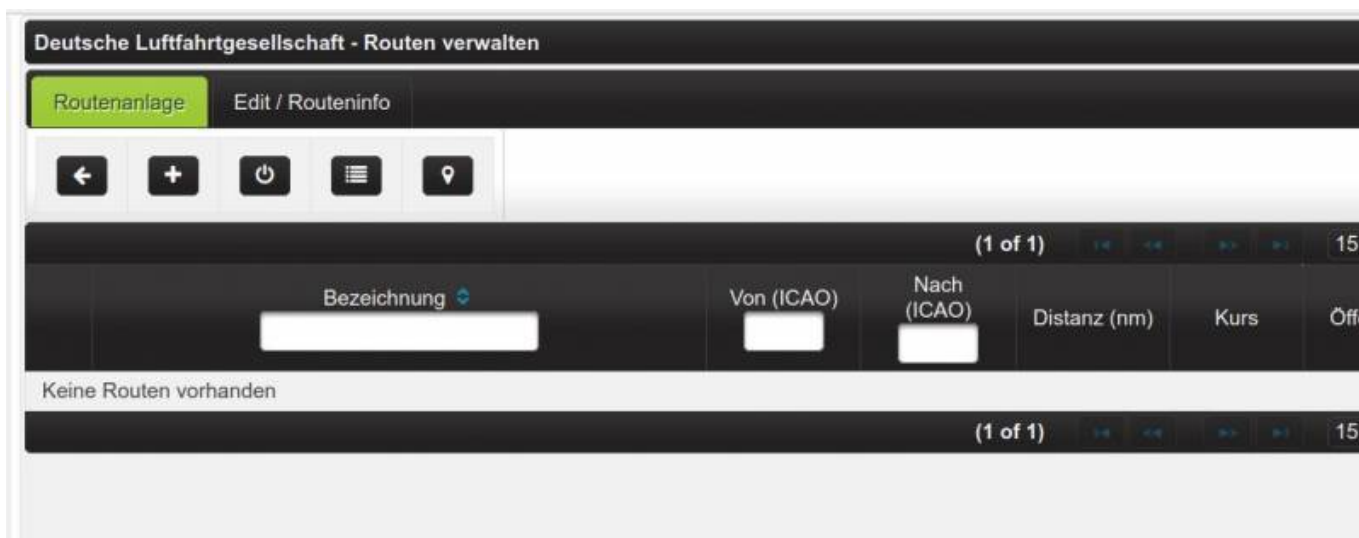 Deutsche Luftfahrtgesellschaft - Routen verwalten
Routenanlage Edit / Routeninfo
(1 of 1) 15
Bezeichnung Von (ICAO) Nach (ICAO) Distanz (nm) Kurs Öff
Keine Routen vorhanden
(1 of 1) 15